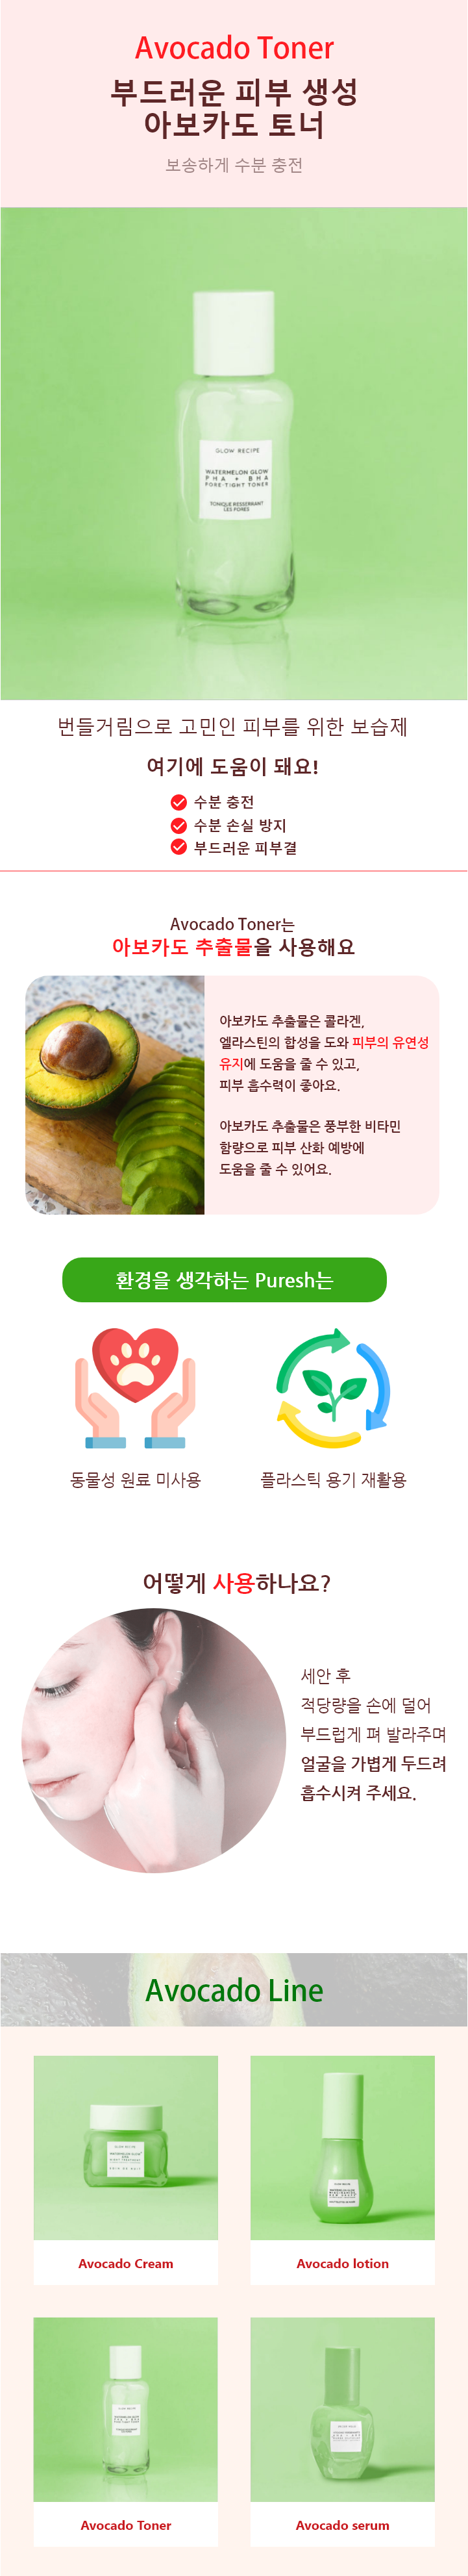 Avocado Toner
부드러운 피부 생성
아보카도 토너
보송하게 수분 충전
GLOW RECIPE
WATERMELON GLOW
PHA + BHA
PORE-TIGHT TONER
TONIQUE RESSERRANT
LES PORES
번들거림으로 고민인 피부를 위한 보습제
여기에 도움이 돼요!
수분 충전
수분 손실 방지
부드러운 피부결
Avocado Toner는
아보카도 추출물을 사용해요
아보카도 추출물은 콜라겐,
엘라스틴의 합성을 도와 피부의 유연성
유지에 도움을 줄 수 있고,
피부 흡수력이 좋아요.
아보카도 추출물은 풍부한 비타민
함량으로 피부 산화 예방에
도움을 줄 수 있어요.
환경을 생각하는 Puresh는
동물성 원료 미사용
플라스틱 용기 재활용
어떻게 사용하나요?
세안 후
적당량을 손에 덜어
부드럽게 펴 발라주며
얼굴을 가볍게 두드려
흡수시켜 주세요.
Avocado Line
GLOW RECIPE
GLOW RECIPE
Avocado Cream
Avocado lotion
Avocado Toner
Avocado serum